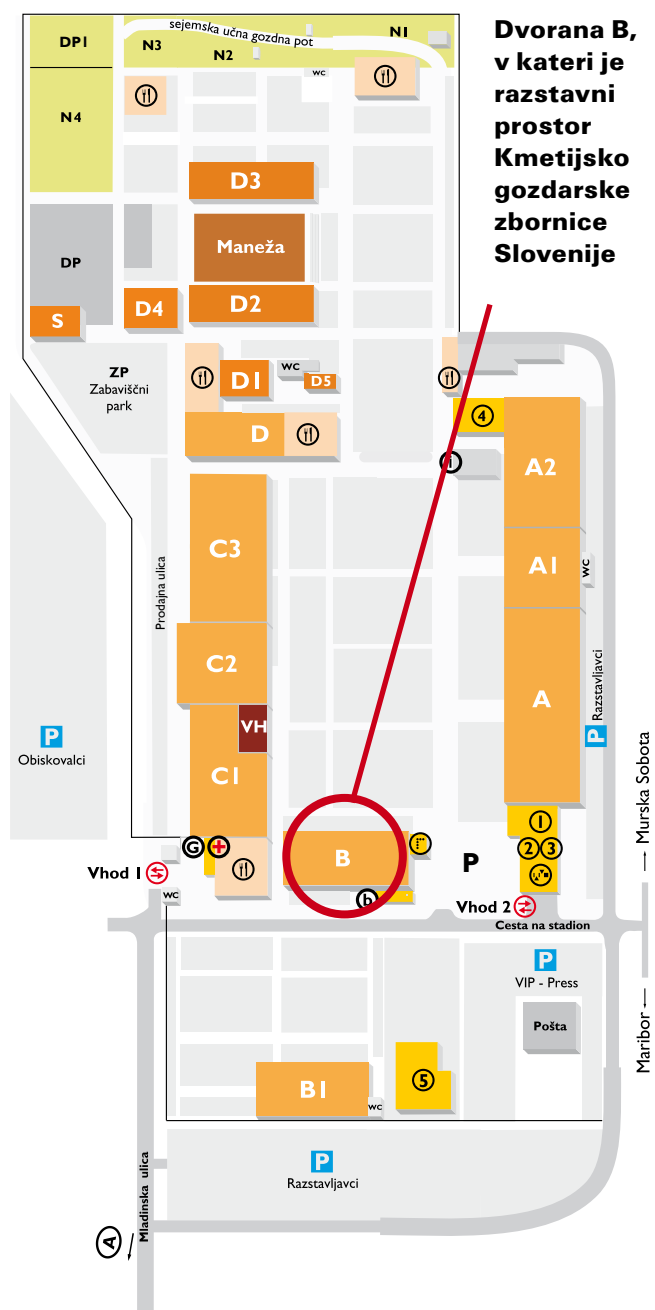 Dvorana B,
v kateri je
razstavni
prostor
Kmetijsko
gozdarske
zbornice
Slovenije
sejemska učna gozdna pot
DP1
N3
N2
N1
WC
N4
D3
Maneža
DP
D4
D2
S
ZP
Zabaviščni
park
D1
WC
D5
4
D
i
A2
C3
A1
WC
Prodajna ulica
C2
A
Razstavljavci
P
VH
P
Obiskovalci
C1
Murska Sobota
1
G
B
P
2
3
Vhod 1
WC
b
Vhod 2
Cesta na stadion
P
VIP - Press
Maribor
Pošta
5
B1
WC
P
Razstavljavci
Mladinska ulica
A